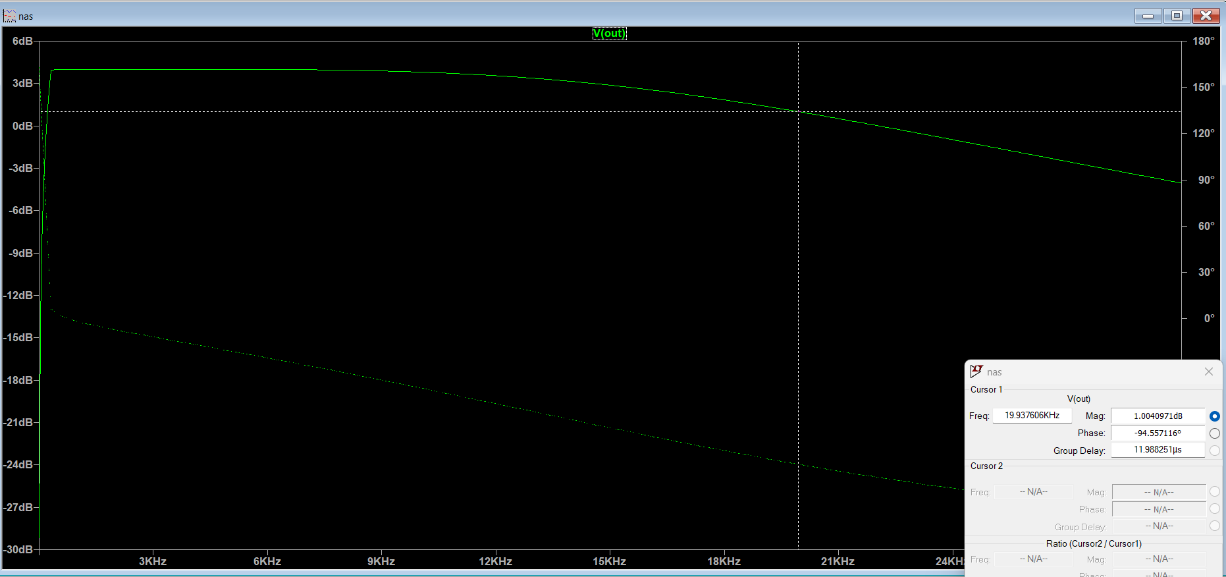 nas
V(out)
6dB
3dB
0dB
-3dB
-6dB
-9dB
-12dB
-15dB
-18dB
-21dB
-24dB
-27dB
-30dB
180°
150°
120°
90°
60°
30°
0°
3KHz
6KHz
9KHz
12KHz
15KHz
18KHz
21KHz
24KH
nas
Cursor 1
V(out)
Freq: 19.937606KHz Mag: 1.0040971dB
Phase: -94.557116°
Group Delay: 11.988251µs
Cursor 2
Freq: -- N/A-- Mag: -- N/A--
Phase: -- N/A--
Group Delay: -- N/A--
Ratio (Cursor2 / Cursor1)
Freq: -- N/A-- Mag: -- N/A--
Phase: -- N/A--